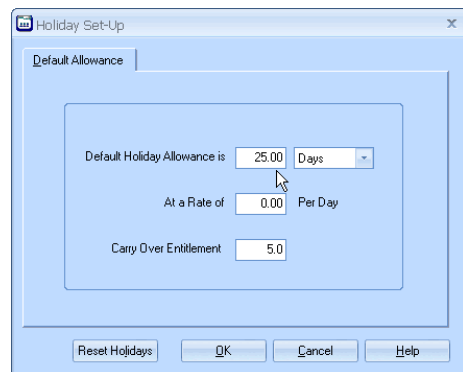 Holiday Set-Up
Default Allowance
Default Holiday Allowance is 25.00 Days
At a Rate of 0.00 Per Day
Carry Over Entitlement 5.0
Reset Holidays OK Cancel Help